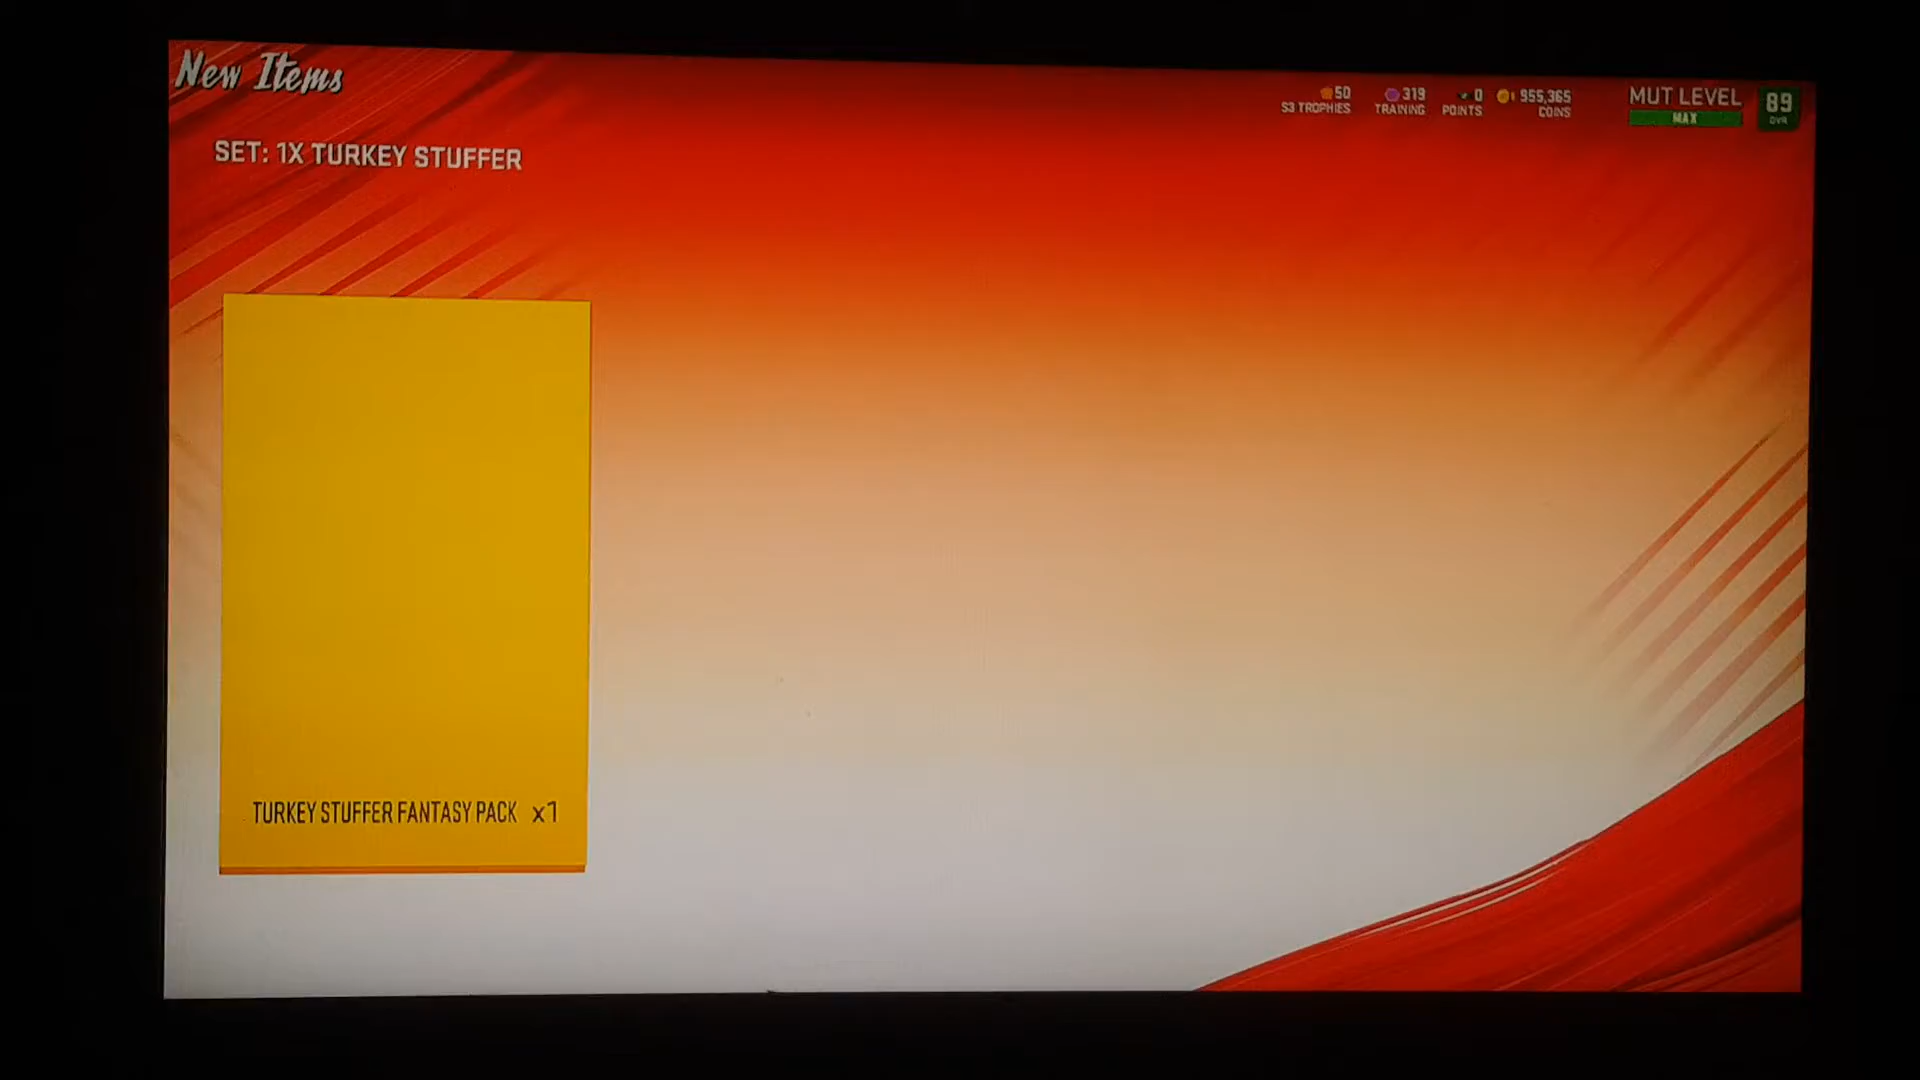 New Items
50
S3 TROPHIES
319
TRAINING
0
POINTS
955,365
COINS
MUT LEVEL
MAX
89
OVR
SET: 1X TURKEY STUFFER
TURKEY STUFFER FANTASY PACK x1